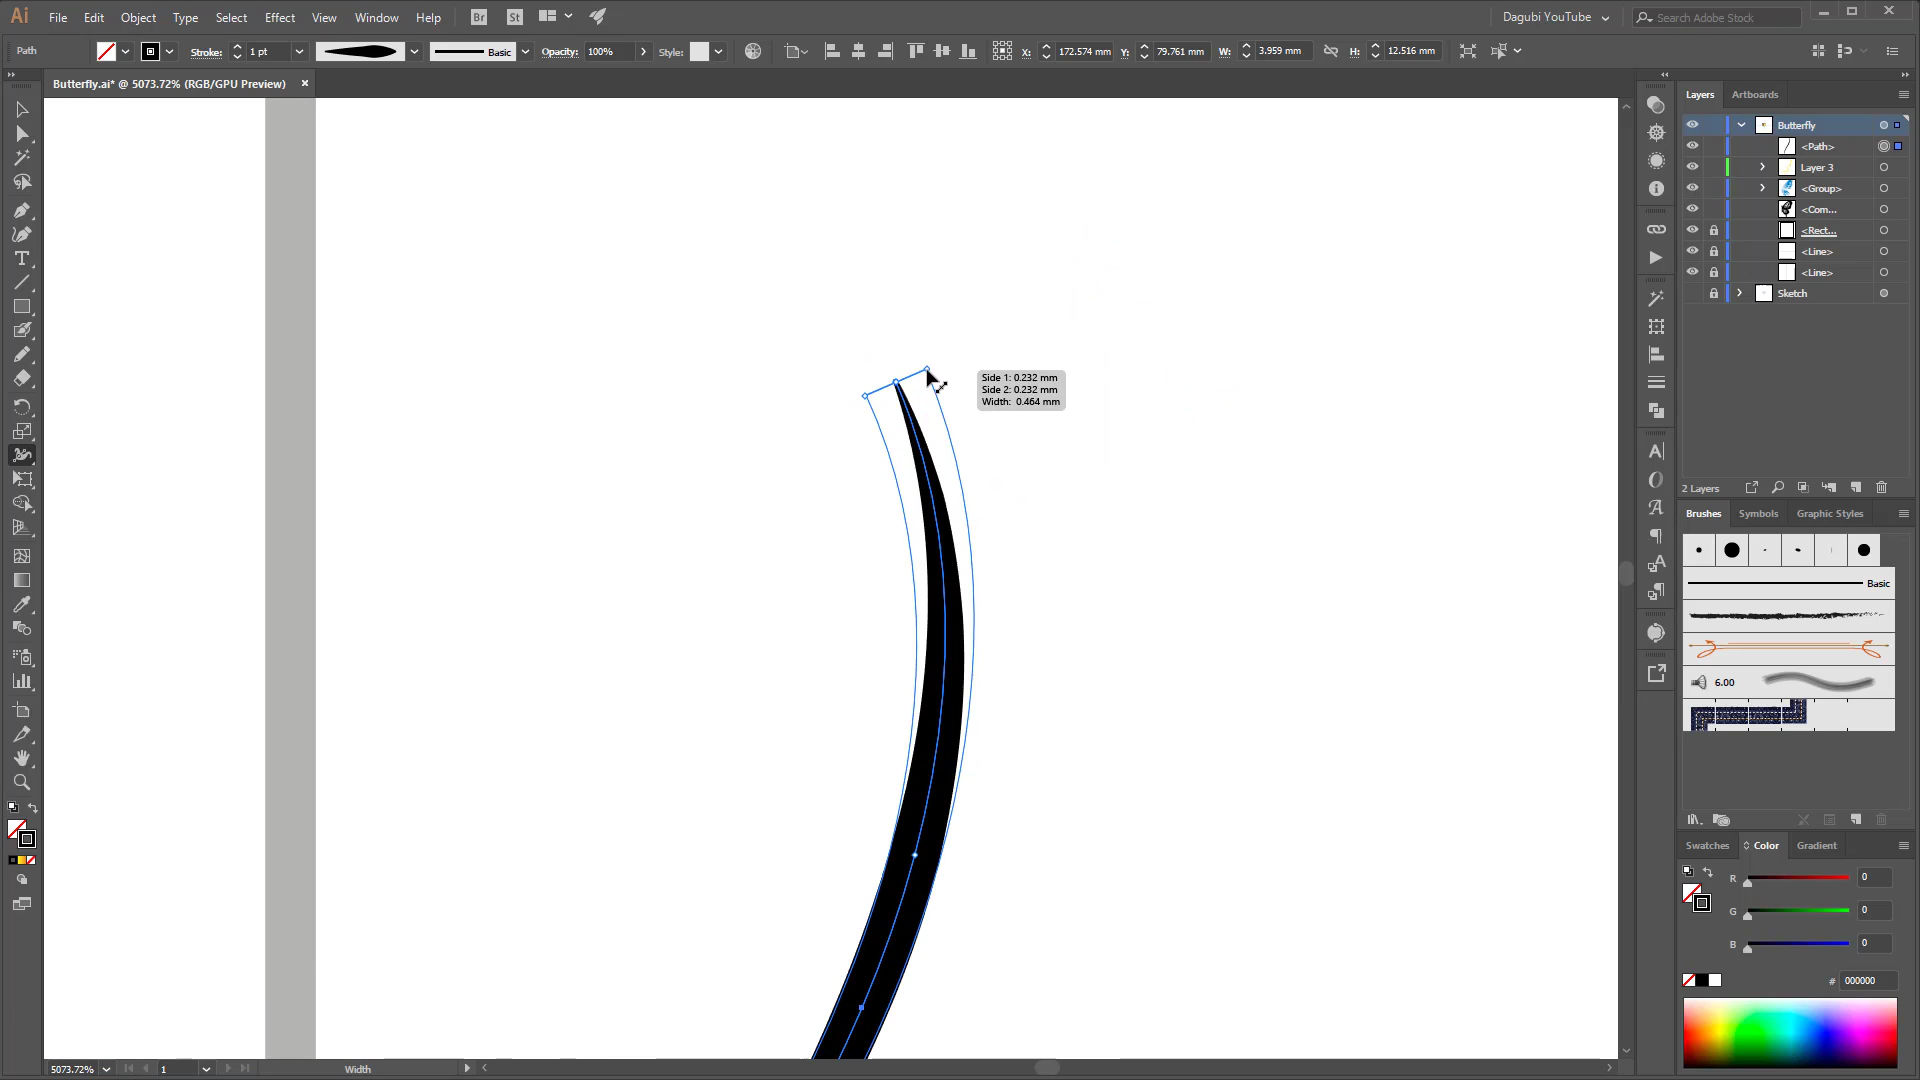 Ai File Edit Object Type Select Effect View Window Help Br St Dagubi YouTube Search Adobe Stock
Path Stroke: 1 pt Basic Opacity: 100% Style: X: 172.574 mm Y: 79.761 mm W: 3.959 mm H: 12.516 mm
Butterfly.ai* @ 5073.72% (RGB/GPU Preview)
Layers Artboards
Butterfly
<Path>
Layer 3
<Group>
<Com...
<Rect...
<Line>
<Line>
Sketch
Side 1: 0.232 mm
Side 2: 0.232 mm
Width: 0.464 mm
2 Layers
Brushes Symbols Graphic Styles
Basic
6.00
Swatches Color Gradient
R 0
G 0
B 0
# 000000
5073.72% 1 Width